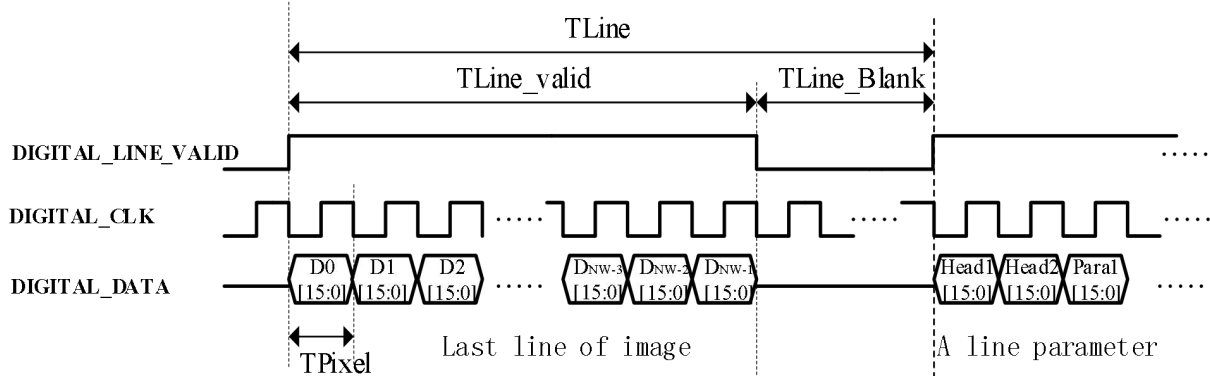 TLine
TLine_valid TLine_Blank
DIGITAL_LINE_VALID .....
DIGITAL_CLK ..... ..... .....
DIGITAL_DATA D0 [15:0] D1 [15:0] D2 [15:0] ..... DNW-3 [15:0] DNW-2 [15:0] DNW-1 [15:0] Head1 [15:0] Head2 [15:0] Para1 [15:0] .....
TPixel Last line of image A line parameter